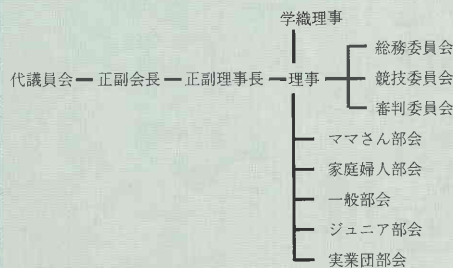 学織理事
総務委員会
代議員会 正副会長 正副理事長 理事 競技委員会
審判委員会
ママさん部会
家庭婦人部会
一般部会
ジュニア部会
実業団部会